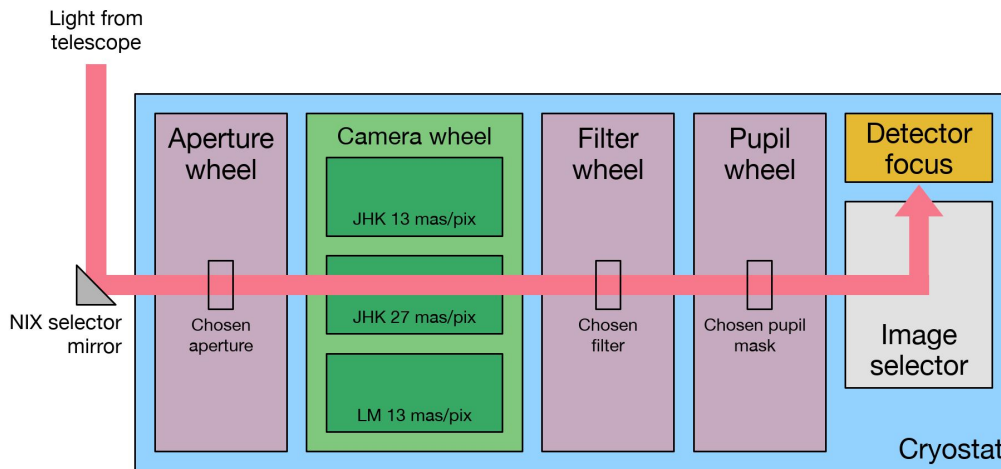 Light from
telescope
Aperture
wheel
Camera wheel
Filter
wheel
Pupil
wheel
Detector
focus
JHK 13 mas/pix
JHK 27 mas/pix
LM 13 mas/pix
NIX selector
mirror
Chosen
aperture
Chosen
filter
Chosen pupil
mask
Image
selector
Cryostat